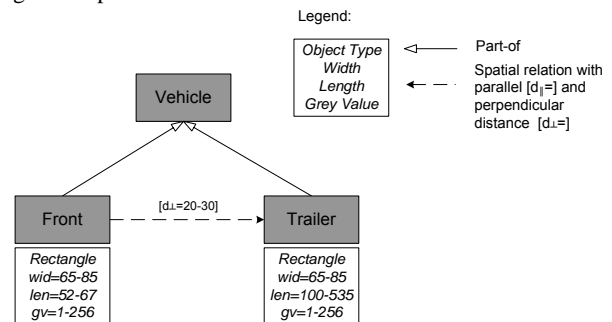 Legend:
Object Type
Width
Length
Grey Value
Part-of
Spatial relation with
parallel [d∥=] and
perpendicular
distance [d⊥=]
Vehicle
Front
[d⊥=20-30]
Trailer
Rectangle
wid=65-85
len=52-67
gv=1-256
Rectangle
wid=65-85
len=100-535
gv=1-256